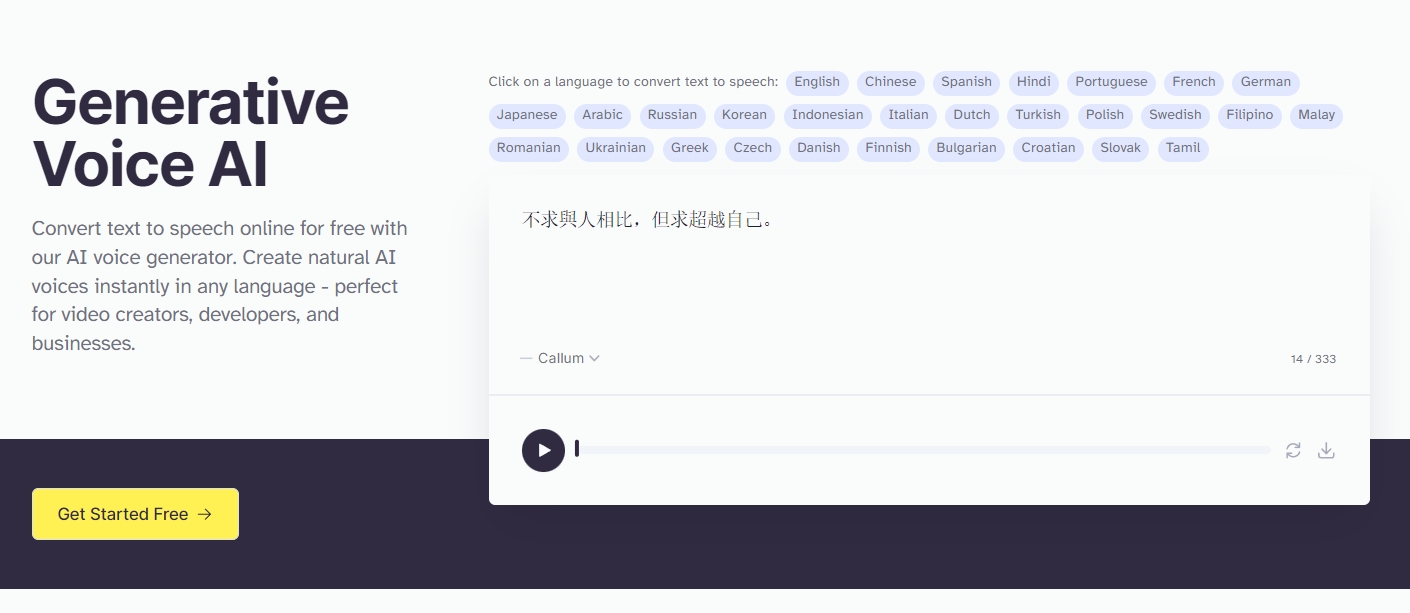 Generative
Voice AI
Convert text to speech online for free with
our AI voice generator. Create natural AI
voices instantly in any language - perfect
for video creators, developers, and
businesses.
Get Started Free →
Click on a language to convert text to speech: English Chinese Spanish Hindi Portuguese French German
Japanese Arabic Russian Korean Indonesian Italian Dutch Turkish Polish Swedish Filipino Malay
Romanian Ukrainian Greek Czech Danish Finnish Bulgarian Croatian Slovak Tamil
不求與人相比，但求超越自己。
— Callum
14 / 333